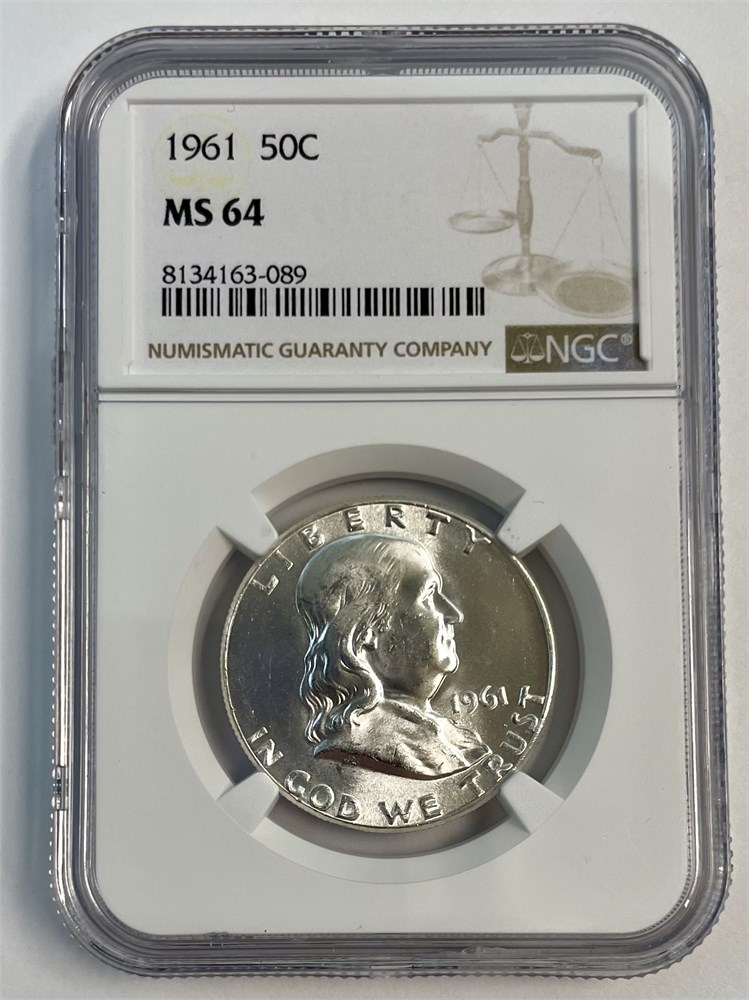 1961 50C
MS 64
8134163-089
NUMISMATIC GUARANTY COMPANY
NGC®
LIBERTY
1961
IN GOD WE TRUST